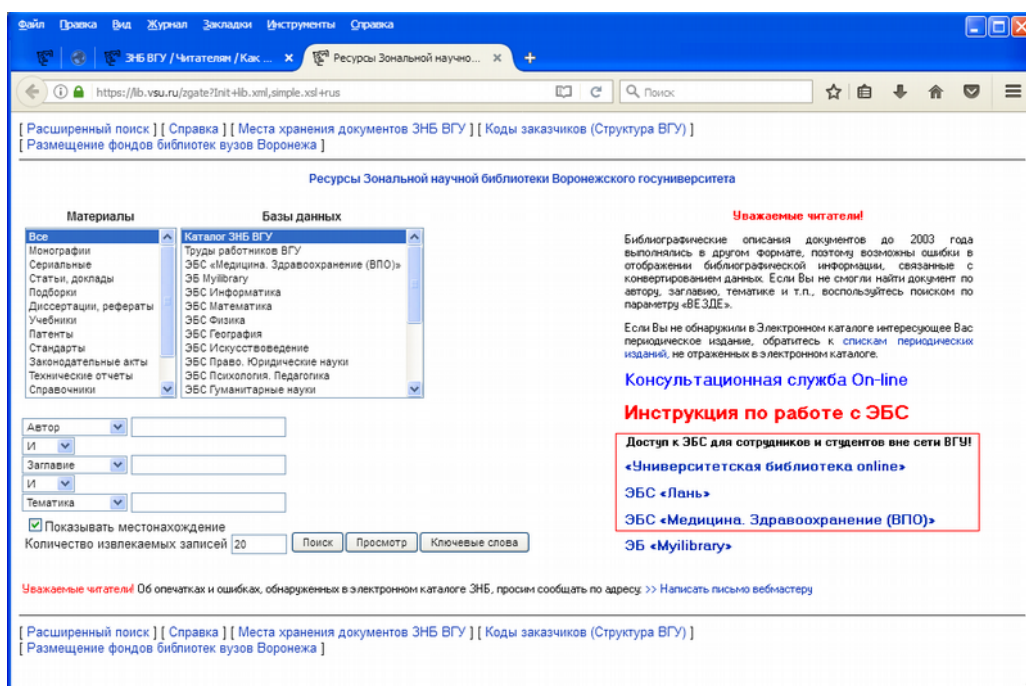 Файл Правка Вид Журнал Закладки Инструменты Справка
ЗНБ ВГУ / Читателям / Как ... Ресурсы Зональной научно...
https://lib.vsu.ru/zgate?Init+lib.xml,simple.xsl+rus Поиск
[ Расширенный поиск ] [ Справка ] [ Места хранения документов ЗНБ ВГУ ] [ Коды заказчиков (Структура ВГУ) ]
[ Размещение фондов библиотек вузов Воронежа ]
Ресурсы Зональной научной библиотеки Воронежского госуниверситета
Материалы
Все
Монографии
Сериальные
Статьи, доклады
Подборки
Диссертации, рефераты
Учебники
Патенты
Стандарты
Законодательные акты
Технические отчеты
Справочники
Базы данных
Каталог ЗНБ ВГУ
Труды работников ВГУ
ЭБС «Медицина. Здравоохранение (ВПО)»
ЭБ Myilibrary
ЭБС Информатика
ЭБС Математика
ЭБС Физика
ЭБС География
ЭБС Искусствоведение
ЭБС Право. Юридические науки
ЭБС Психология. Педагогика
ЭБС Гуманитарные науки
Автор
И
Заглавие
И
Тематика
Показывать местонахождение
Количество извлекаемых записей 20 Поиск Просмотр Ключевые слова
Уважаемые читатели!
Библиографические описания документов до 2003 года
выполнялись в другом формате, поэтому возможны ошибки в
отображении библиографической информации, связанные с
конвертированием данных. Если Вы не смогли найти документ по
автору, заглавию, тематике и т.п., воспользуйтесь поиском по
параметру «ВЕЗДЕ».
Если Вы не обнаружили в Электронном каталоге интересующее Вас
периодическое издание, обратитесь к спискам периодических
изданий, не отраженных в электронном каталоге.
Консультационная служба On-line
Инструкция по работе с ЭБС
Доступ к ЭБС для сотрудников и студентов вне сети ВГУ!
«Университетская библиотека online»
ЭБС «Лань»
ЭБС «Медицина. Здравоохранение (ВПО)»
ЭБ «Myilibrary»
Уважаемые читатели! Об опечатках и ошибках, обнаруженных в электронном каталоге ЗНБ, просим сообщать по адресу: >> Написать письмо вебмастеру
[ Расширенный поиск ] [ Справка ] [ Места хранения документов ЗНБ ВГУ ] [ Коды заказчиков (Структура ВГУ) ]
[ Размещение фондов библиотек вузов Воронежа ]